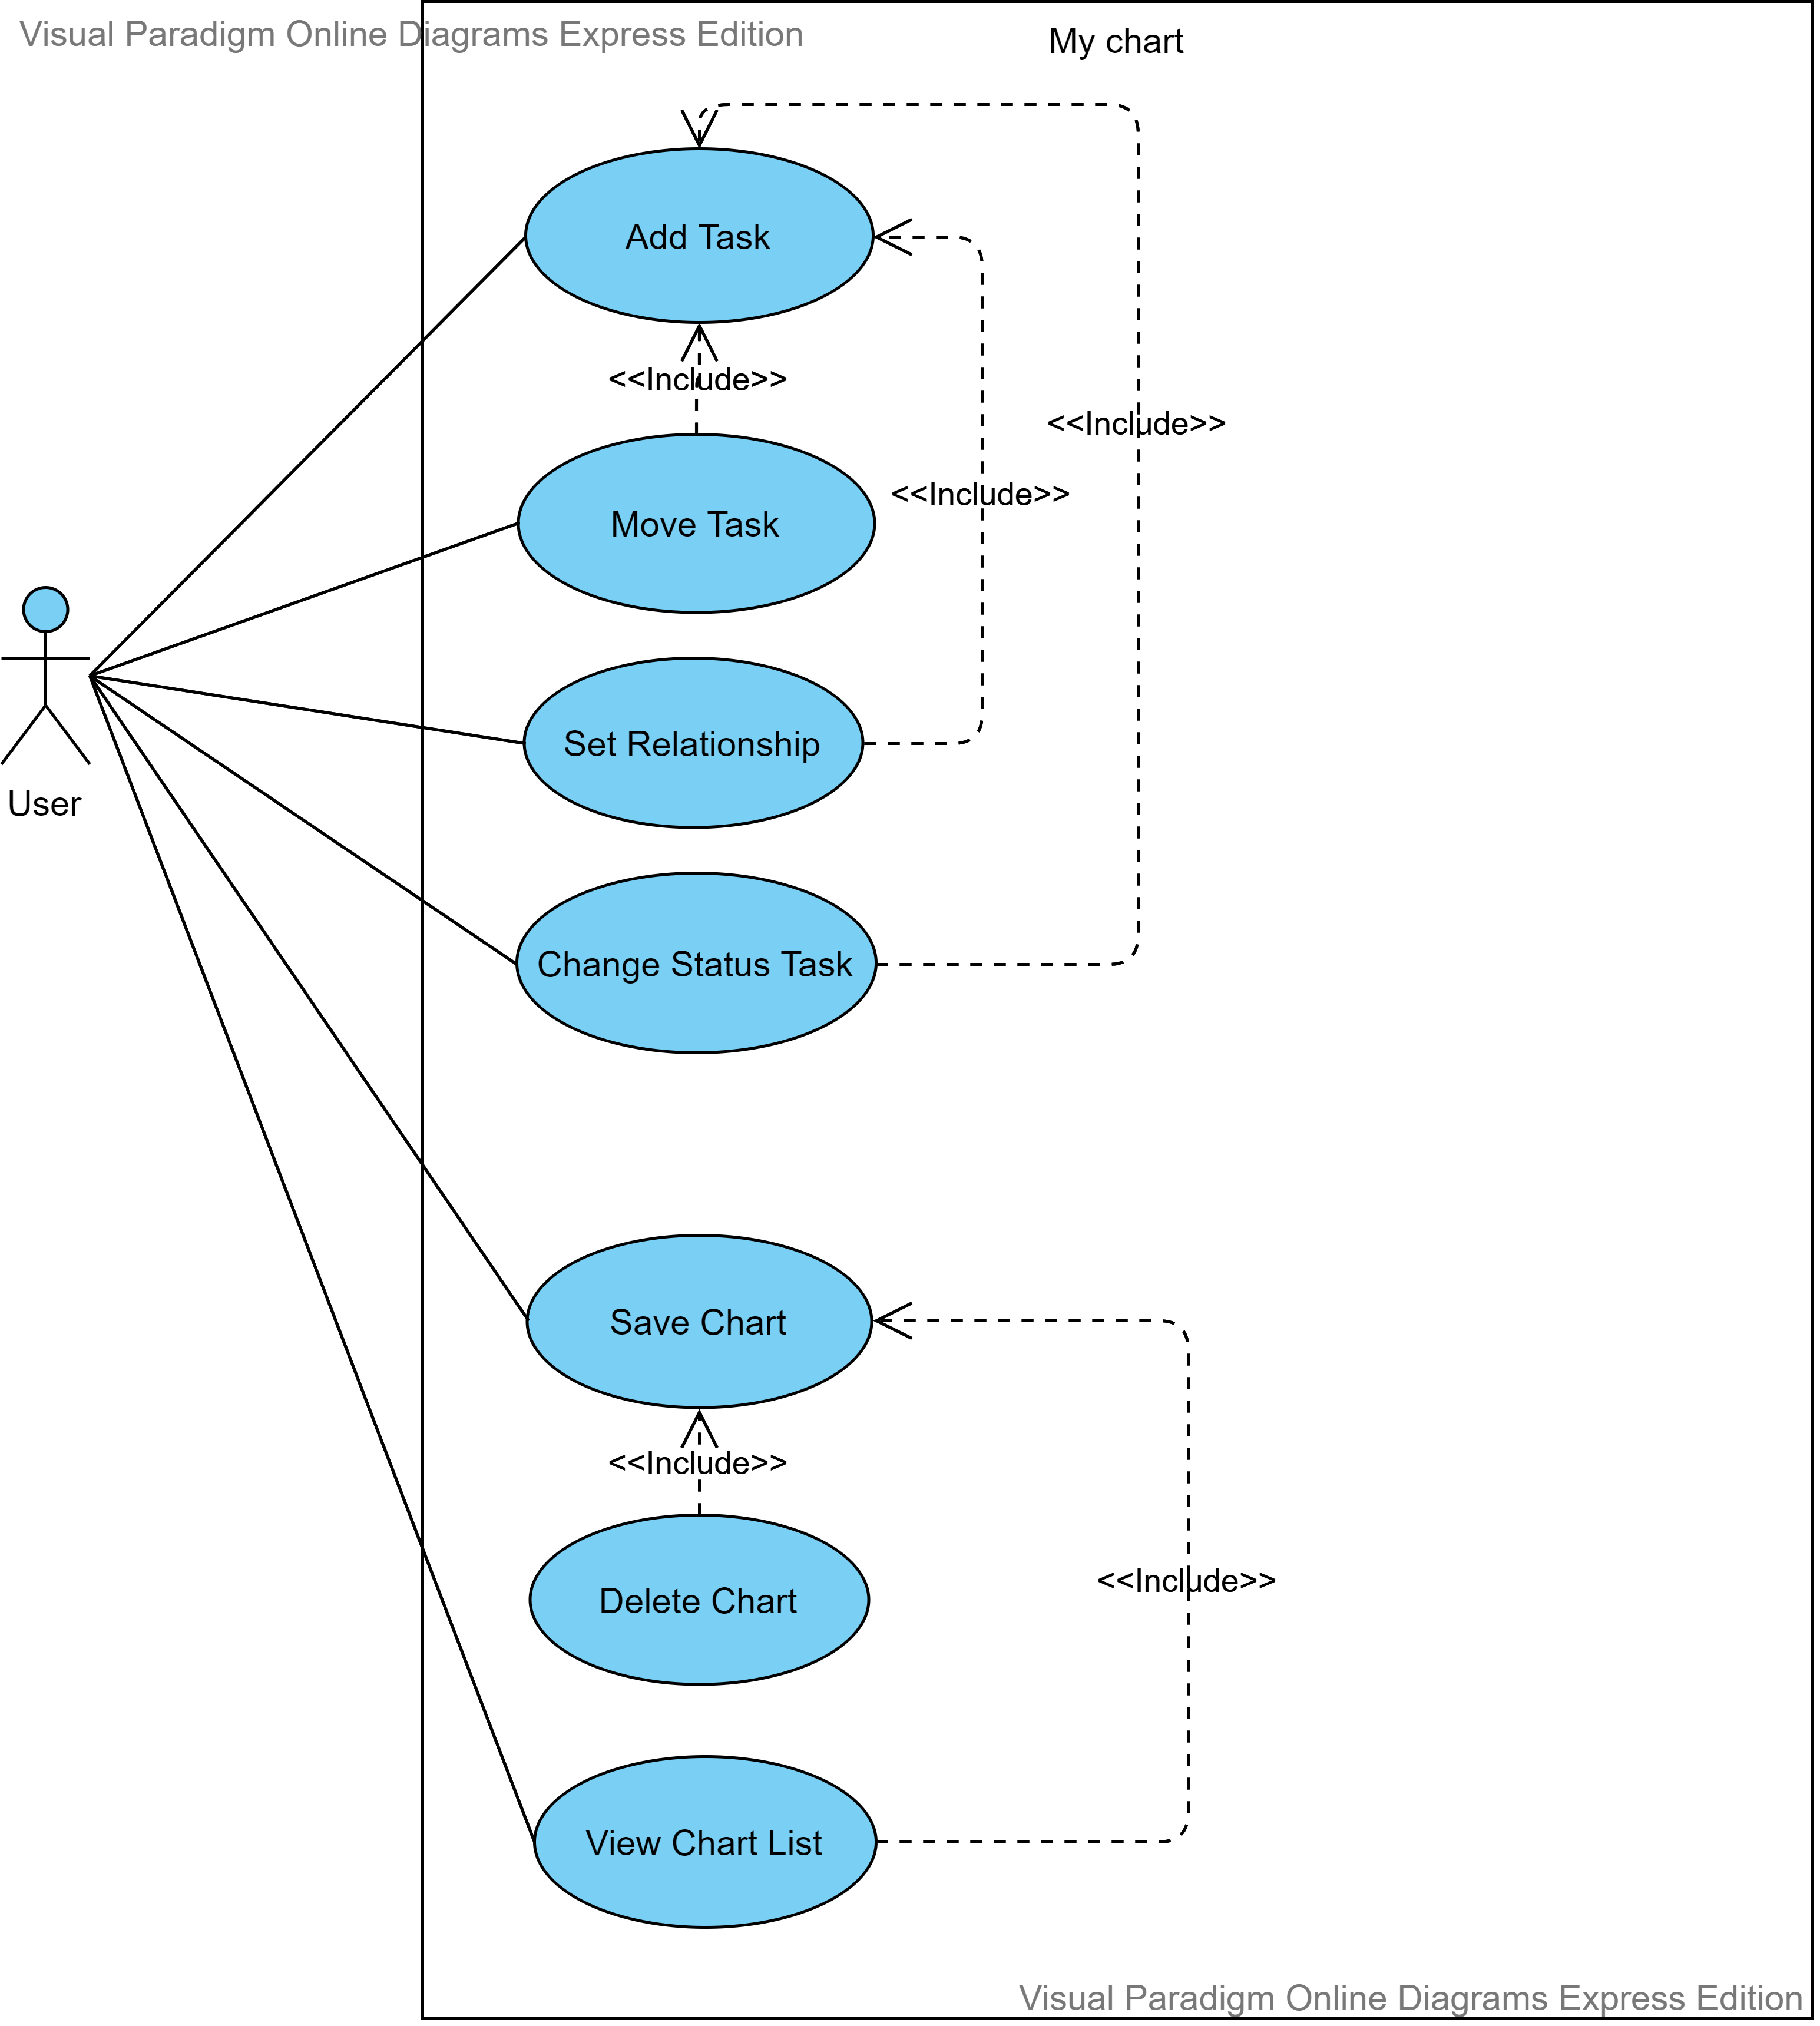 Visual Paradigm Online Diagrams Express Edition
My chart
Add Task
<<Include>>
<<Include>>
<<Include>>
Move Task
User
Set Relationship
Change Status Task
Save Chart
<<Include>>
Delete Chart
<<Include>>
View Chart List
Visual Paradigm Online Diagrams Express Edition